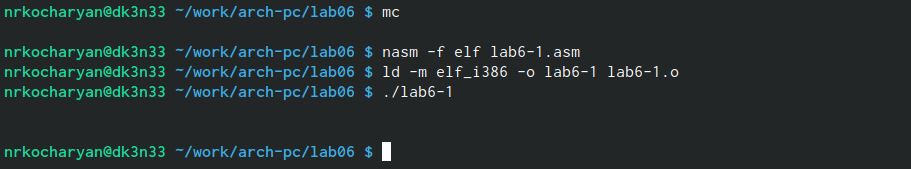 nrkocharyan@dk3n33 ~/work/arch-pc/lab06 $ mc
nrkocharyan@dk3n33 ~/work/arch-pc/lab06 $ nasm -f elf lab6-1.asm
nrkocharyan@dk3n33 ~/work/arch-pc/lab06 $ ld -m elf_i386 -o lab6-1 lab6-1.o
nrkocharyan@dk3n33 ~/work/arch-pc/lab06 $ ./lab6-1
nrkocharyan@dk3n33 ~/work/arch-pc/lab06 $